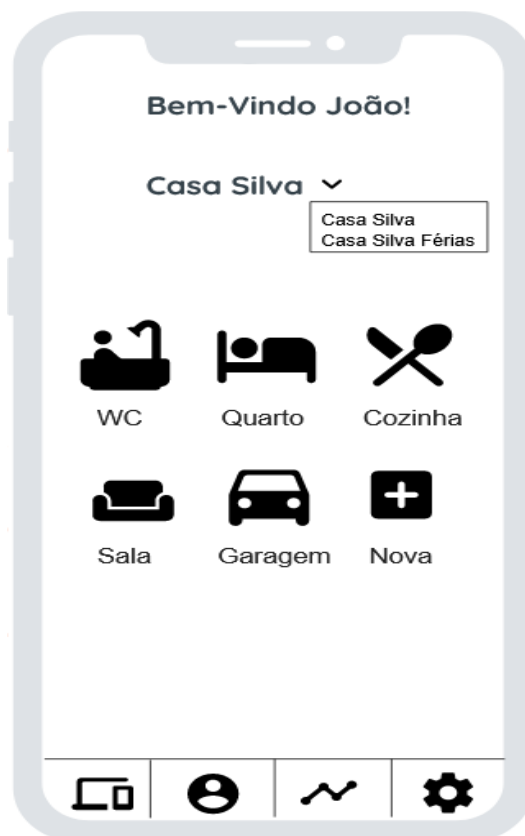 Bem-Vindo João!
Casa Silva
Casa Silva
Casa Silva Férias
WC
Quarto
Cozinha
Sala
Garagem
Nova